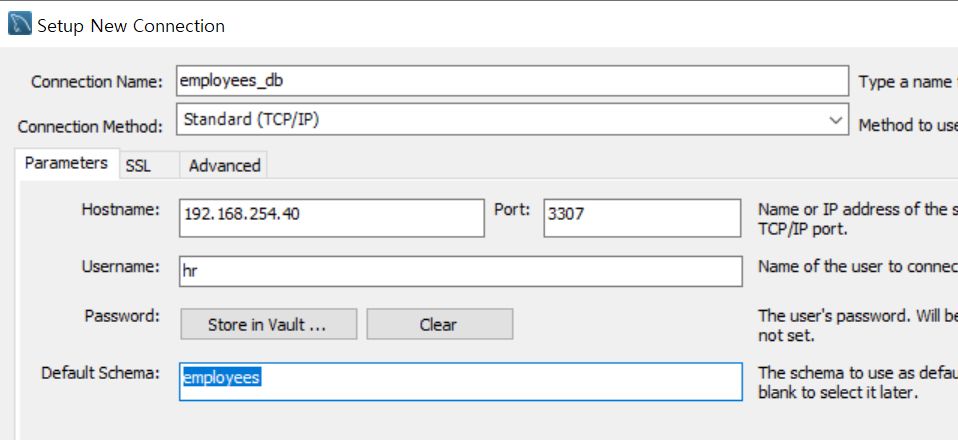 Setup New Connection
Connection Name: employees_db Type a name
Connection Method: Standard (TCP/IP) Method to use
Parameters SSL Advanced
Hostname: 192.168.254.40 Port: 3307 Name or IP address of the
TCP/IP port.
Username: hr Name of the user to
Password: Store in Vault ... Clear The user's password. Will
not set.
Default Schema: employees The schema to use as
blank to select it later.